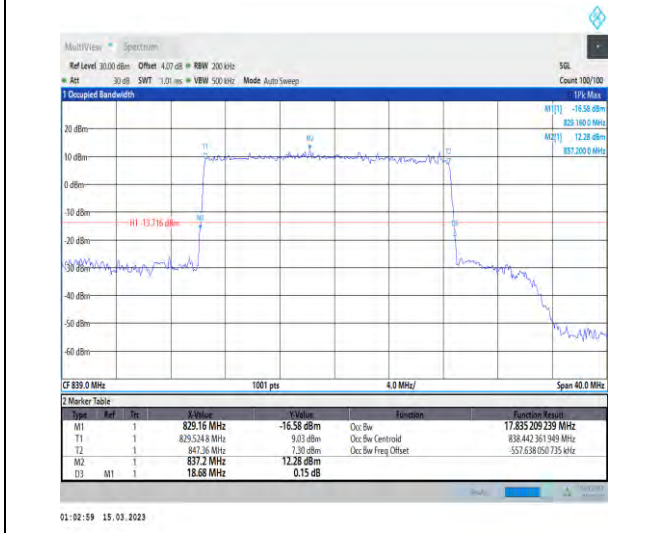 MultiView Spectrum
Ref Level 30.00 dBm Offset 4.07 dB RBW 200 kHz SGL
Att 30 dB SWT 1.01 ms VBW 500 kHz Mode Auto Sweep Count 100/100
1 Occupied Bandwidth 1Pk Max
M1[1] -16.58 dBm
829.160 0 MHz
M2[1] 12.28 dBm
837.200 0 MHz
20 dBm
T1 M2 T2
10 dBm
0 dBm
-10 dBm
H1 -13.716 dBm
-20 dBm
-30 dBm
-40 dBm
-50 dBm
-60 dBm
CF 839.0 MHz 1001 pts 4.0 MHz/ Span 40.0 MHz
2 Marker Table
Type Ref Trc X-Value Y-Value Function Function Result
M1 1 829.16 MHz -16.58 dBm Occ Bw 17.835 209 239 MHz
T1 1 829.524 8 MHz 9.03 dBm Occ Bw Centroid 838.442 361 949 MHz
T2 1 847.36 MHz 7.30 dBm Occ Bw Freq Offset -557.638 050 735 kHz
M2 1 837.2 MHz 12.28 dBm
D3 M1 1 18.68 MHz 0.15 dB
01:02:59 15.03.2023